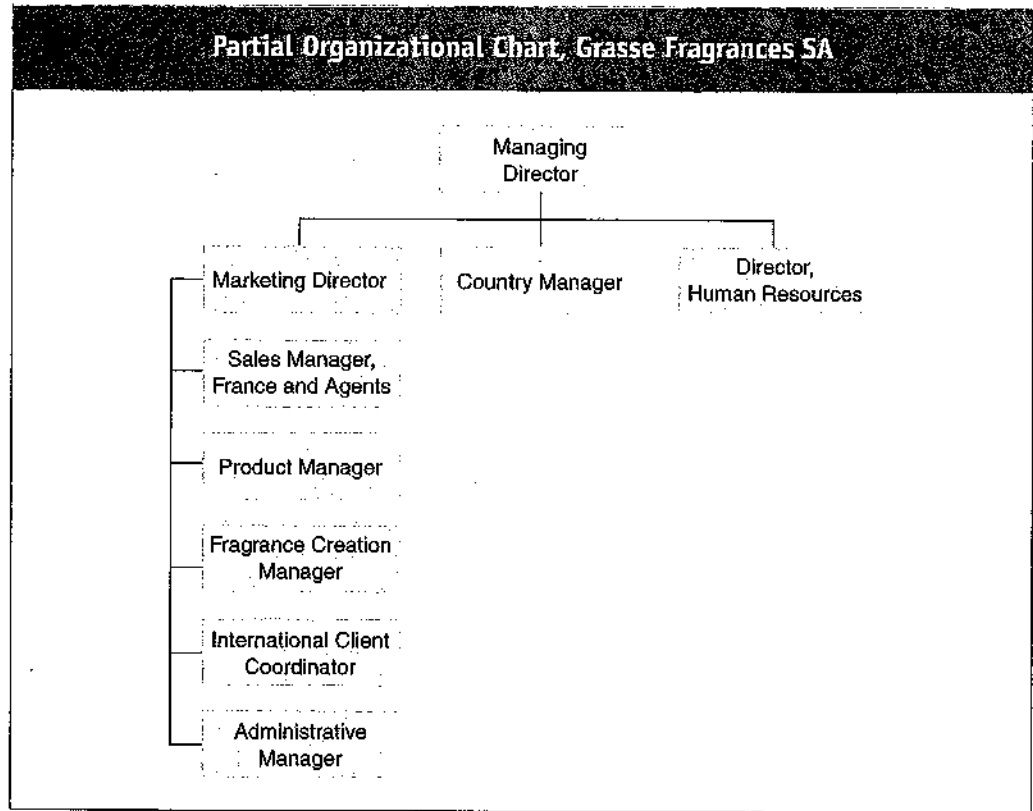 Partial Organizational Chart, Grasse Fragrances SA
Managing
Director
Marketing Director
Country Manager
Director,
Human Resources
Sales Manager,
France and Agents
Product Manager
Fragrance Creation
Manager
International Client
Coordinator
Administrative
Manager